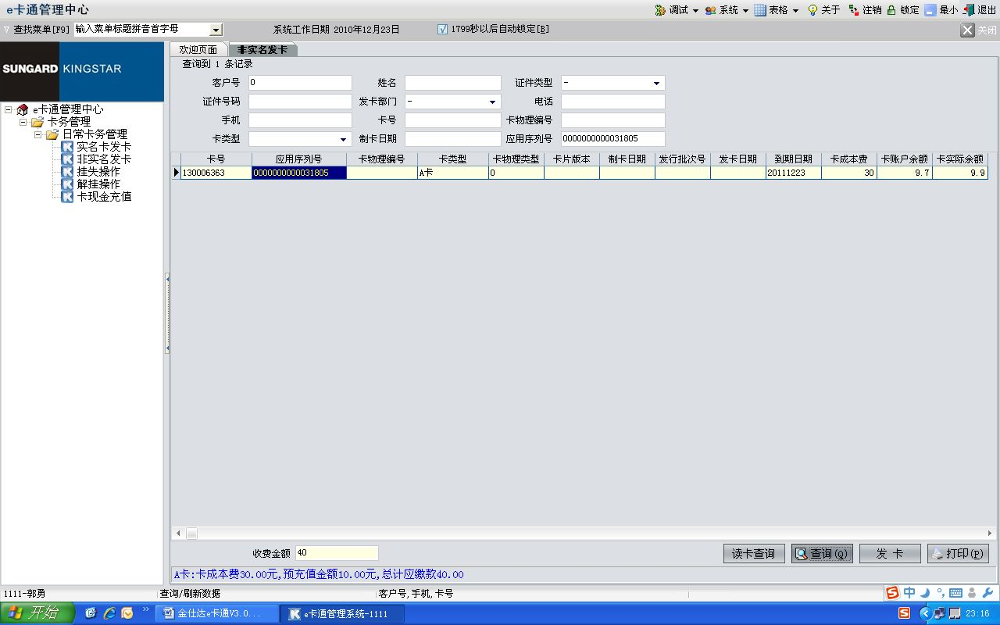 e卡通管理中心 调试 系统 表格 关于 注销 锁定 最小 退出
查找菜单[F9] 输入菜单标题拼音首字母 系统工作日期 2010年12月23日 1799秒以后自动锁定[B] 关闭
SUNGARD KINGSTAR
e卡通管理中心
卡务管理
日常卡务管理
实名卡发卡
非实名发卡
挂失操作
解挂操作
卡现金充值
欢迎页面 非实名发卡
查询到 1 条记录
客户号 0 姓名 证件类型 -
证件号码 发卡部门 - 电话
手机 卡号 卡物理编号
卡类型 制卡日期 应用序列号 0000000000031805
卡号 应用序列号 卡物理编号 卡类型 卡物理类型 卡片版本 制卡日期 发行批次号 发卡日期 到期日期 卡成本费 卡账户余额 卡实际余额
130006363 0000000000031805 A卡 0 20111223 30 9.7 9.9
收费金额 40 读卡查询 查询(Q) 发 卡 打印(P)
A卡:卡成本费30.00元,预充值金额10.00元,总计应缴款40.00
1111-郭勇 查询/刷新数据 客户号,手机,卡号 中
开始 金仕达e卡通V3.0... e卡通管理系统-1111 23:16